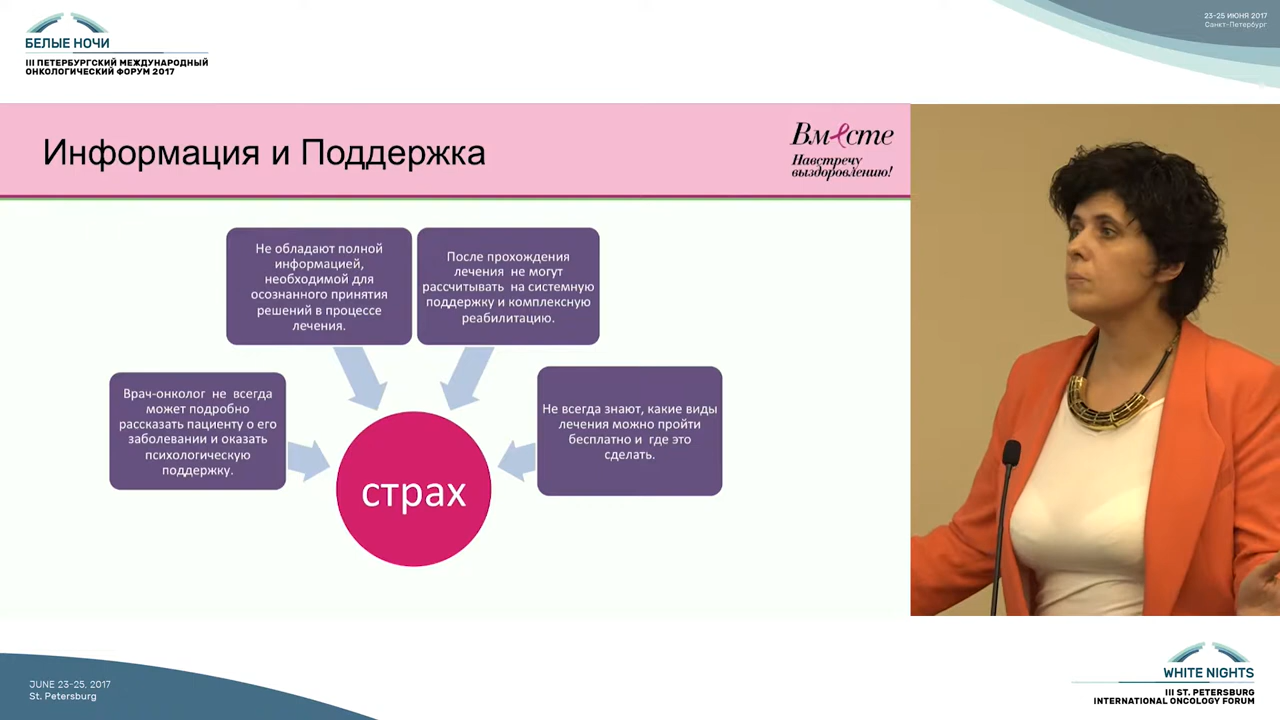 БЕЛЫЕ НОЧИ
III ПЕТЕРБУРГСКИЙ МЕЖДУНАРОДНЫЙ
ОНКОЛОГИЧЕСКИЙ ФОРУМ 2017
23-25 ИЮНЯ 2017
Санкт-Петербург
Информация и Поддержка
Вместе
Навстречу
выздоровлению!
Не обладают полной
информацией,
необходимой для
осознанного принятия
решений в процессе
лечения.
После прохождения
лечения не могут
рассчитывать на системную
поддержку и комплексную
реабилитацию.
Врач-онколог не всегда
может подробно
рассказать пациенту о его
заболевании и оказать
психологическую
поддержку.
Не всегда знают, какие виды
лечения можно пройти
бесплатно и где это
сделать.
страх
JUNE 23-25, 2017
St. Petersburg
WHITE NIGHTS
III ST. PETERSBURG
INTERNATIONAL ONCOLOGY FORUM